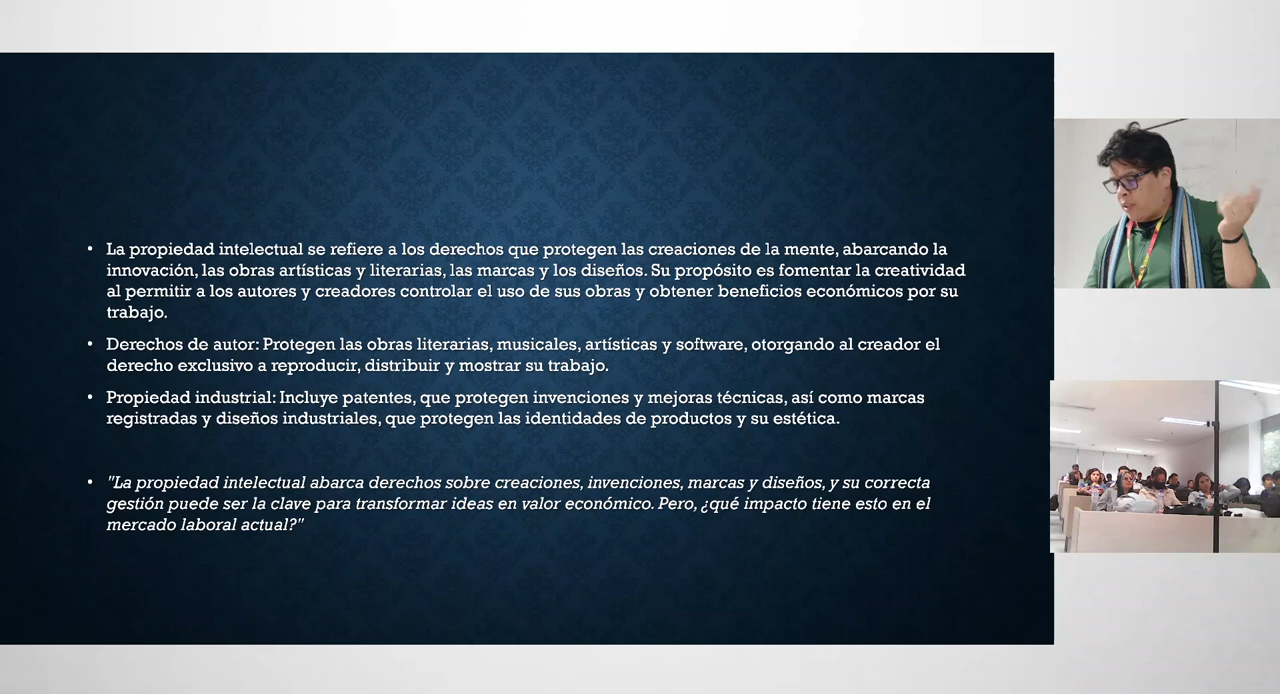 • La propiedad intelectual se refiere a los derechos que protegen las creaciones de la mente, abarcando la
innovación, las obras artísticas y literarias, las marcas y los diseños. Su propósito es fomentar la creatividad
al permitir a los autores y creadores controlar el uso de sus obras y obtener beneficios económicos por su
trabajo.
• Derechos de autor: Protegen las obras literarias, musicales, artísticas y software, otorgando al creador el
derecho exclusivo a reproducir, distribuir y mostrar su trabajo.
• Propiedad industrial: Incluye patentes, que protegen invenciones y mejoras técnicas, así como marcas
registradas y diseños industriales, que protegen las identidades de productos y su estética.
• "La propiedad intelectual abarca derechos sobre creaciones, invenciones, marcas y diseños, y su correcta
gestión puede ser la clave para transformar ideas en valor económico. Pero, ¿qué impacto tiene esto en el
mercado laboral actual?"